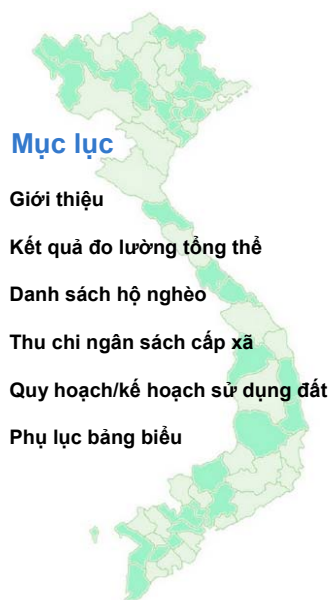 Mục lục
Giới thiệu
Kết quả đo lường tổng thể
Danh sách hộ nghèo
Thu chi ngân sách cấp xã
Quy hoạch/kế hoạch sử dụng đất
Phụ lục bảng biểu